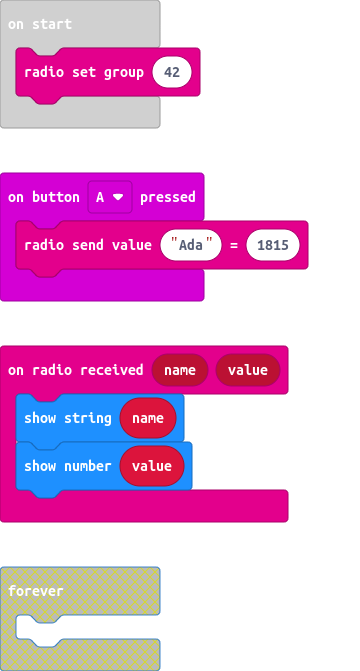 on start
radio set group 42
on button A pressed
radio send value "Ada" = 1815
on radio received name value
show string name
show number value
forever